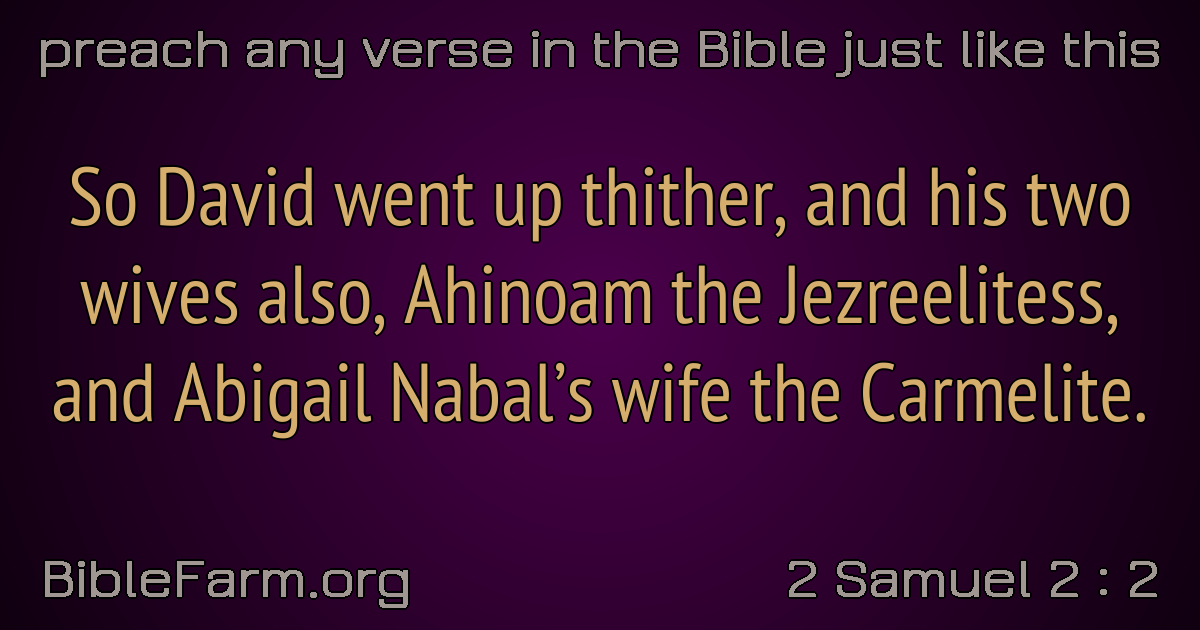 preach any verse in the Bible just like this
So David went up thither, and his two
wives also, Ahinoam the Jezreelitess,
and Abigail Nabal’s wife the Carmelite.
BibleFarm.org
2 Samuel 2 : 2